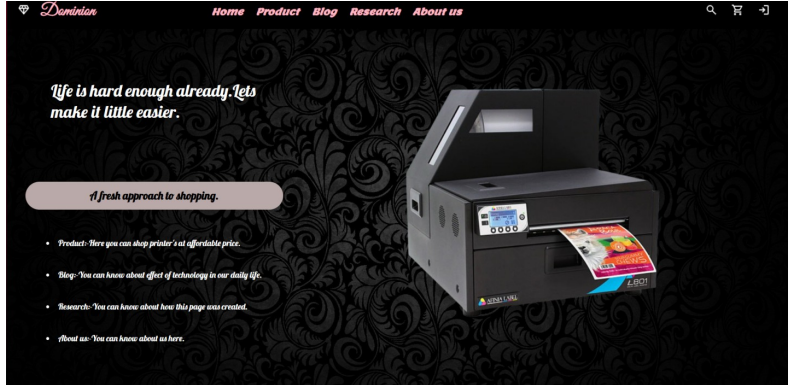 Dominion
Home Product Blog Research About us
Life is hard enough already.Lets
make it little easier.
A fresh approach to shopping.
Product:-Here you can shop printer's at affordable price.
Blog:-You can know about effect of technology in our daily life.
Research:-You can know about how this page was created.
About us:-You can know about us here.
AFINIA LABEL
L801